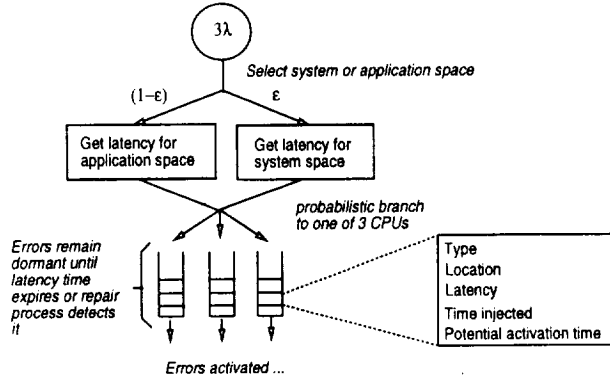 3λ
Select system or application space
(1-ε)
ε
Get latency for
application space
Get latency for
system space
probabilistic branch
to one of 3 CPUs
Errors remain
dormant until
latency time
expires or repair
process detects
it
Type
Location
Latency
Time injected
Potential activation time
Errors activated ...